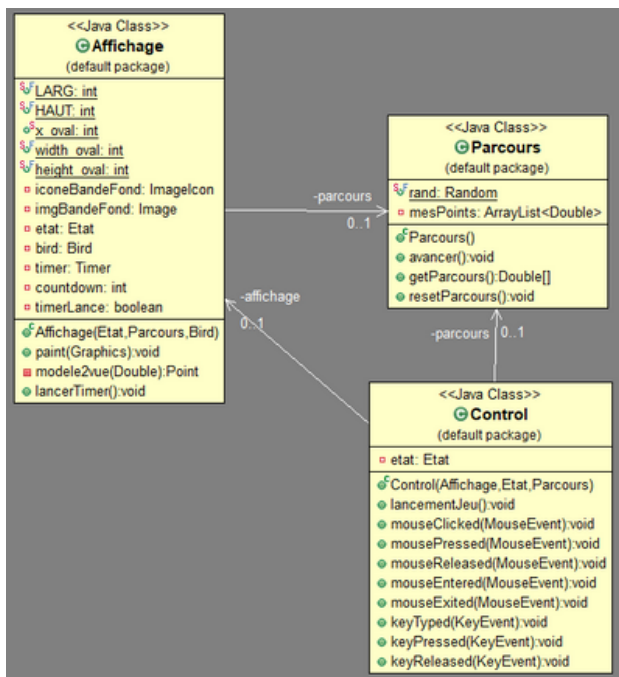 <<Java Class>>
Affichage
(default package)
LARG: int
HAUT: int
x_oval: int
width_oval: int
height_oval: int
iconeBandeFond: ImageIcon
imgBandeFond: Image
etat: Etat
bird: Bird
timer: Timer
countdown: int
timerLance: boolean
Affichage(Etat,Parcours,Bird)
paint(Graphics):void
modele2vue(Double):Point
lancerTimer():void
-parcours
0..1
<<Java Class>>
Parcours
(default package)
rand: Random
mesPoints: ArrayList<Double>
Parcours()
avancer():void
getParcours():Double[]
resetParcours():void
-affichage
0..1
-parcours 0..1
<<Java Class>>
Control
(default package)
etat: Etat
Control(Affichage,Etat,Parcours)
lancementJeu():void
mouseClicked(MouseEvent):void
mousePressed(MouseEvent):void
mouseReleased(MouseEvent):void
mouseEntered(MouseEvent):void
mouseExited(MouseEvent):void
keyTyped(KeyEvent):void
keyPressed(KeyEvent):void
keyReleased(KeyEvent):void